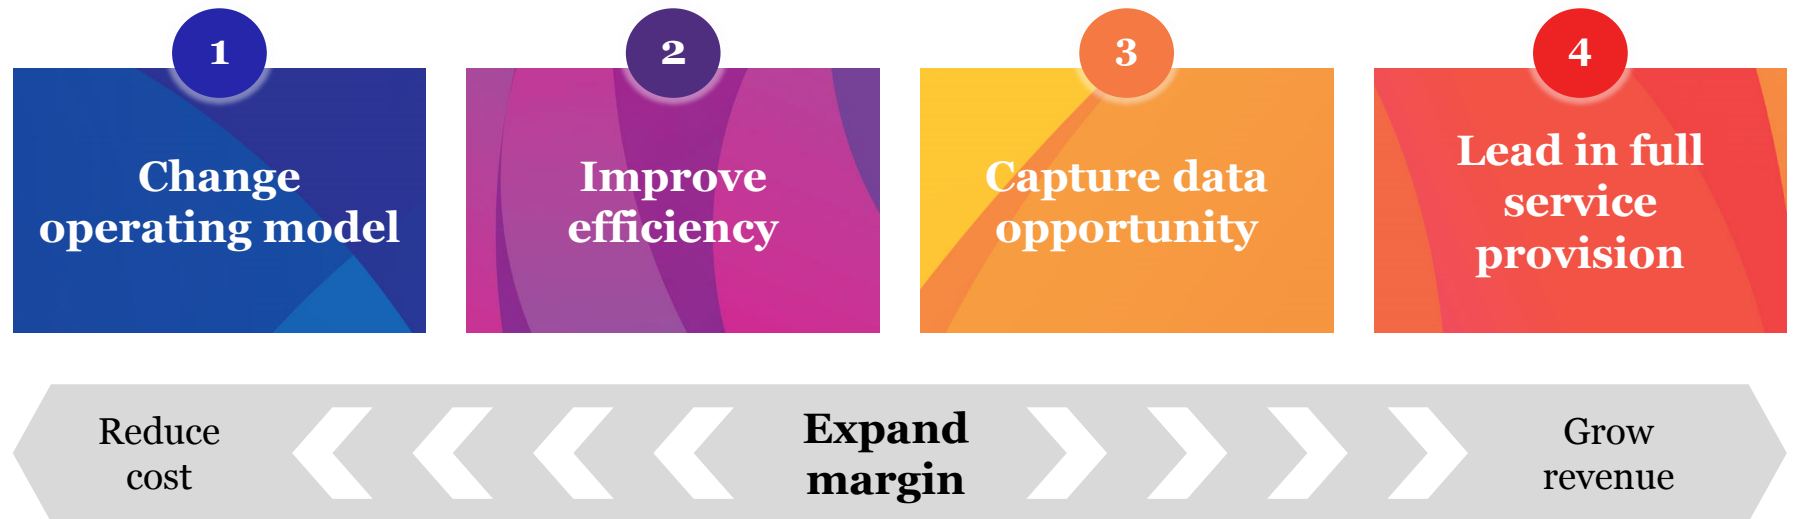 1
Change
operating model
2
Improve
efficiency
3
Capture data
opportunity
4
Lead in full
service
provision
Reduce
cost
Expand
margin
Grow
revenue